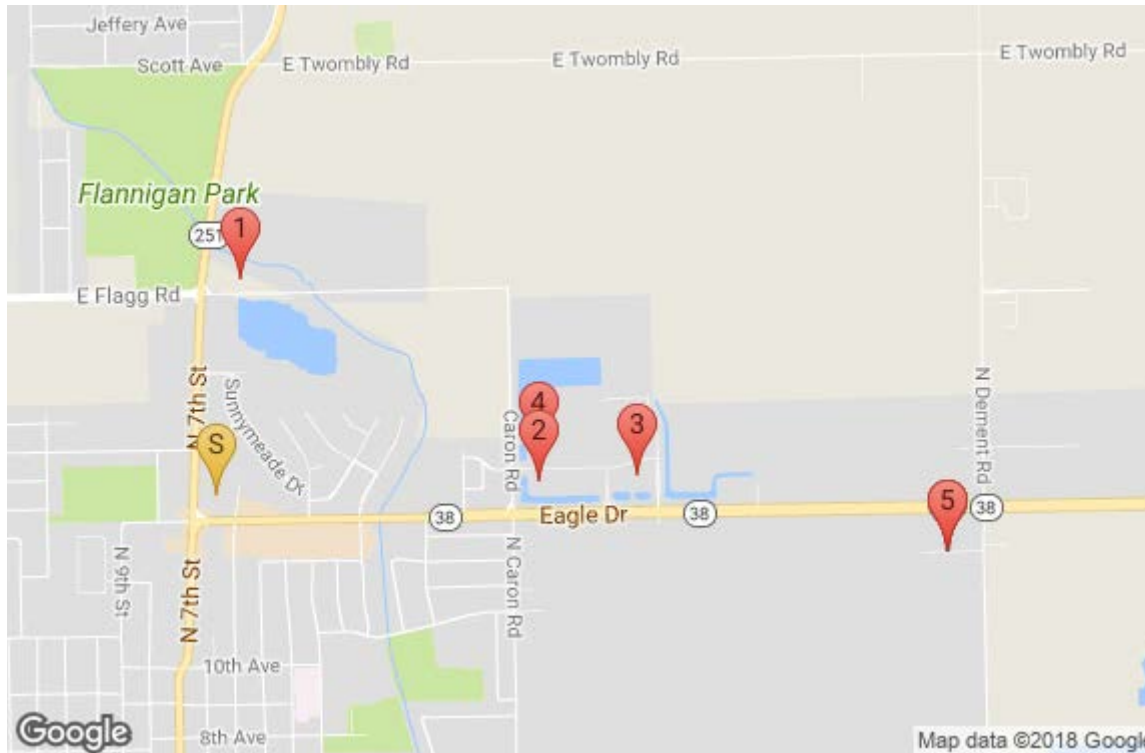 Jeffery Ave
Scott Ave
E Twombly Rd
E Twombly Rd
E Twombly Rd
Flannigan Park
251
1
E Flagg Rd
N 7th St
Sunnymeade Dr
S
4
2
3
Caron Rd
N Dement Rd
5
38
Eagle Dr
38
38
N 9th St
N 7th St
N Caron Rd
10th Ave
8th Ave
Google
Map data ©2018 Google